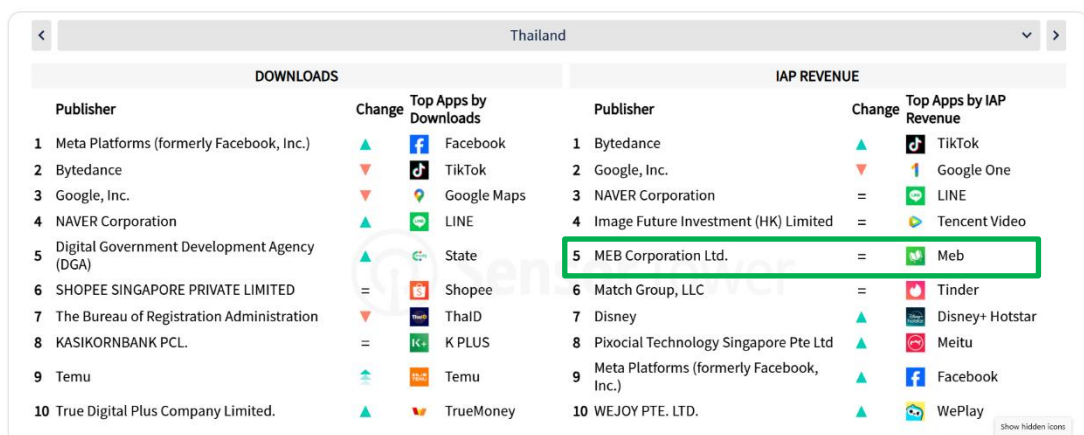 Thailand
DOWNLOADS
Publisher Change Top Apps by Downloads
1 Meta Platforms (formerly Facebook, Inc.) Facebook
2 Bytedance TikTok
3 Google, Inc. Google Maps
4 NAVER Corporation LINE
5 Digital Government Development Agency (DGA) State
6 SHOPEE SINGAPORE PRIVATE LIMITED = Shopee
7 The Bureau of Registration Administration ThaID
8 KASIKORNBANK PCL. = K+ K PLUS
9 Temu Temu
10 True Digital Plus Company Limited. TrueMoney
IAP REVENUE
Publisher Change Top Apps by IAP Revenue
1 Bytedance TikTok
2 Google, Inc. Google One
3 NAVER Corporation = LINE
4 Image Future Investment (HK) Limited = Tencent Video
5 MEB Corporation Ltd. = Meb
6 Match Group, LLC = Tinder
7 Disney Disney+ Hotstar
8 Pixocial Technology Singapore Pte Ltd Meitu
9 Meta Platforms (formerly Facebook, Inc.) Facebook
10 WEJOY PTE. LTD. WePlay
Sensor Tower
Show hidden icons